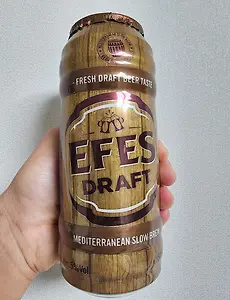 FRESH DRAFT BEER TASTE
EFES
DRAFT
MEDITERRANEAN SLOW BREW